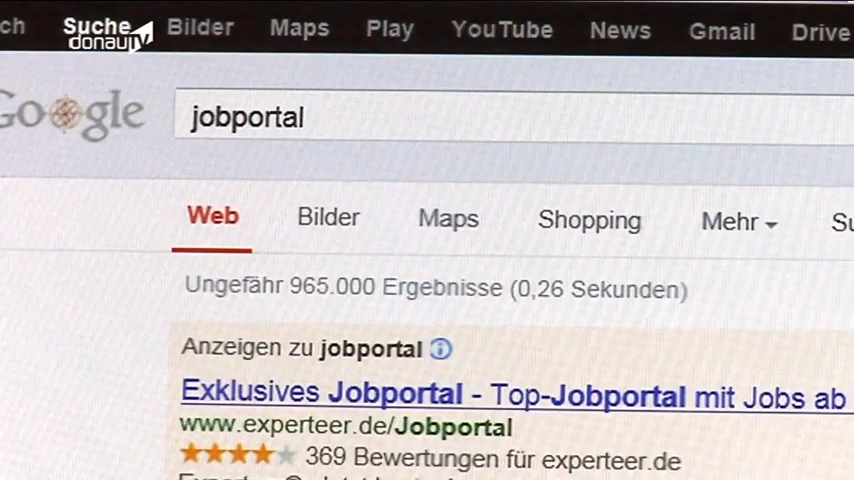 ch Suche Bilder Maps Play YouTube News Gmail Drive
donau TV
Google jobportal
Web Bilder Maps Shopping Mehr
Ungefähr 965.000 Ergebnisse (0,26 Sekunden)
Anzeigen zu jobportal
Exklusives Jobportal - Top-Jobportal mit Jobs ab
www.experteer.de/Jobportal
369 Bewertungen für experteer.de